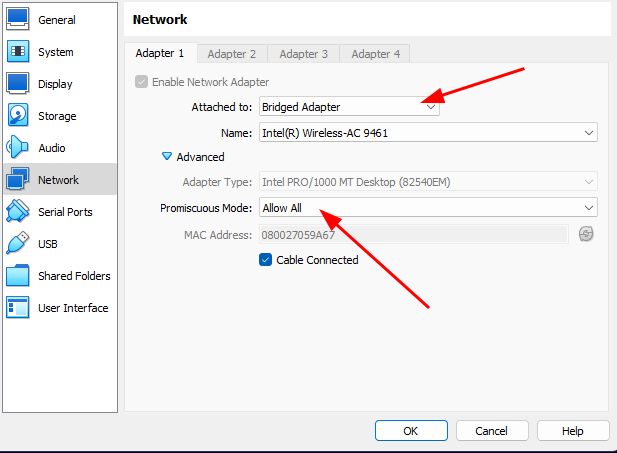 General
System
Display
Storage
Audio
Network
Serial Ports
USB
Shared Folders
User Interface
Network
Adapter 1 Adapter 2 Adapter 3 Adapter 4
Enable Network Adapter
Attached to: Bridged Adapter
Name: Intel(R) Wireless-AC 9461
Advanced
Adapter Type: Intel PRO/1000 MT Desktop (82540EM)
Promiscuous Mode: Allow All
MAC Address: 080027059A67
Cable Connected
OK Cancel Help